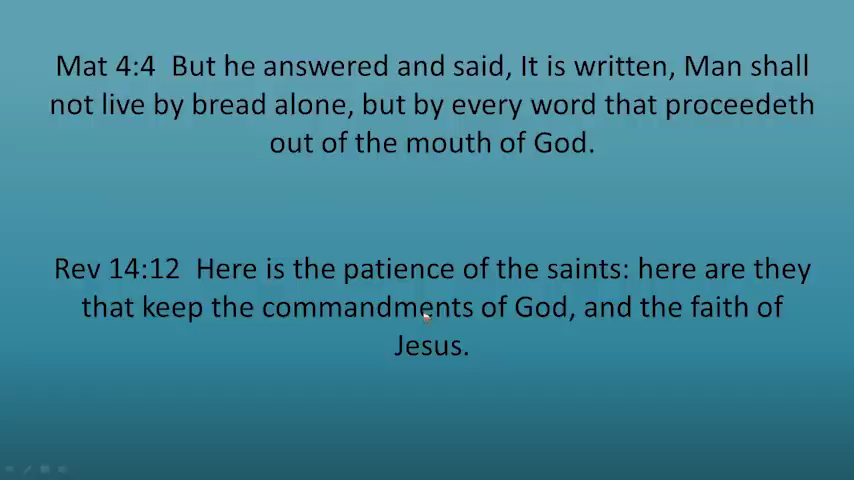 Mat 4:4  But he answered and said, It is written, Man shall
not live by bread alone, but by every word that proceedeth
out of the mouth of God.
Rev 14:12  Here is the patience of the saints: here are they
that keep the commandments of God, and the faith of
Jesus.